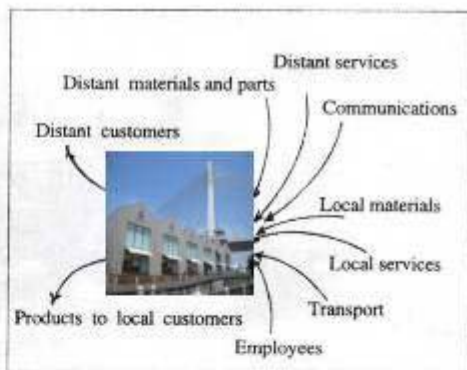 Distant services
Distant materials and parts
Communications
Distant customers
Local materials
Local services
Products to local customers
Transport
Employees